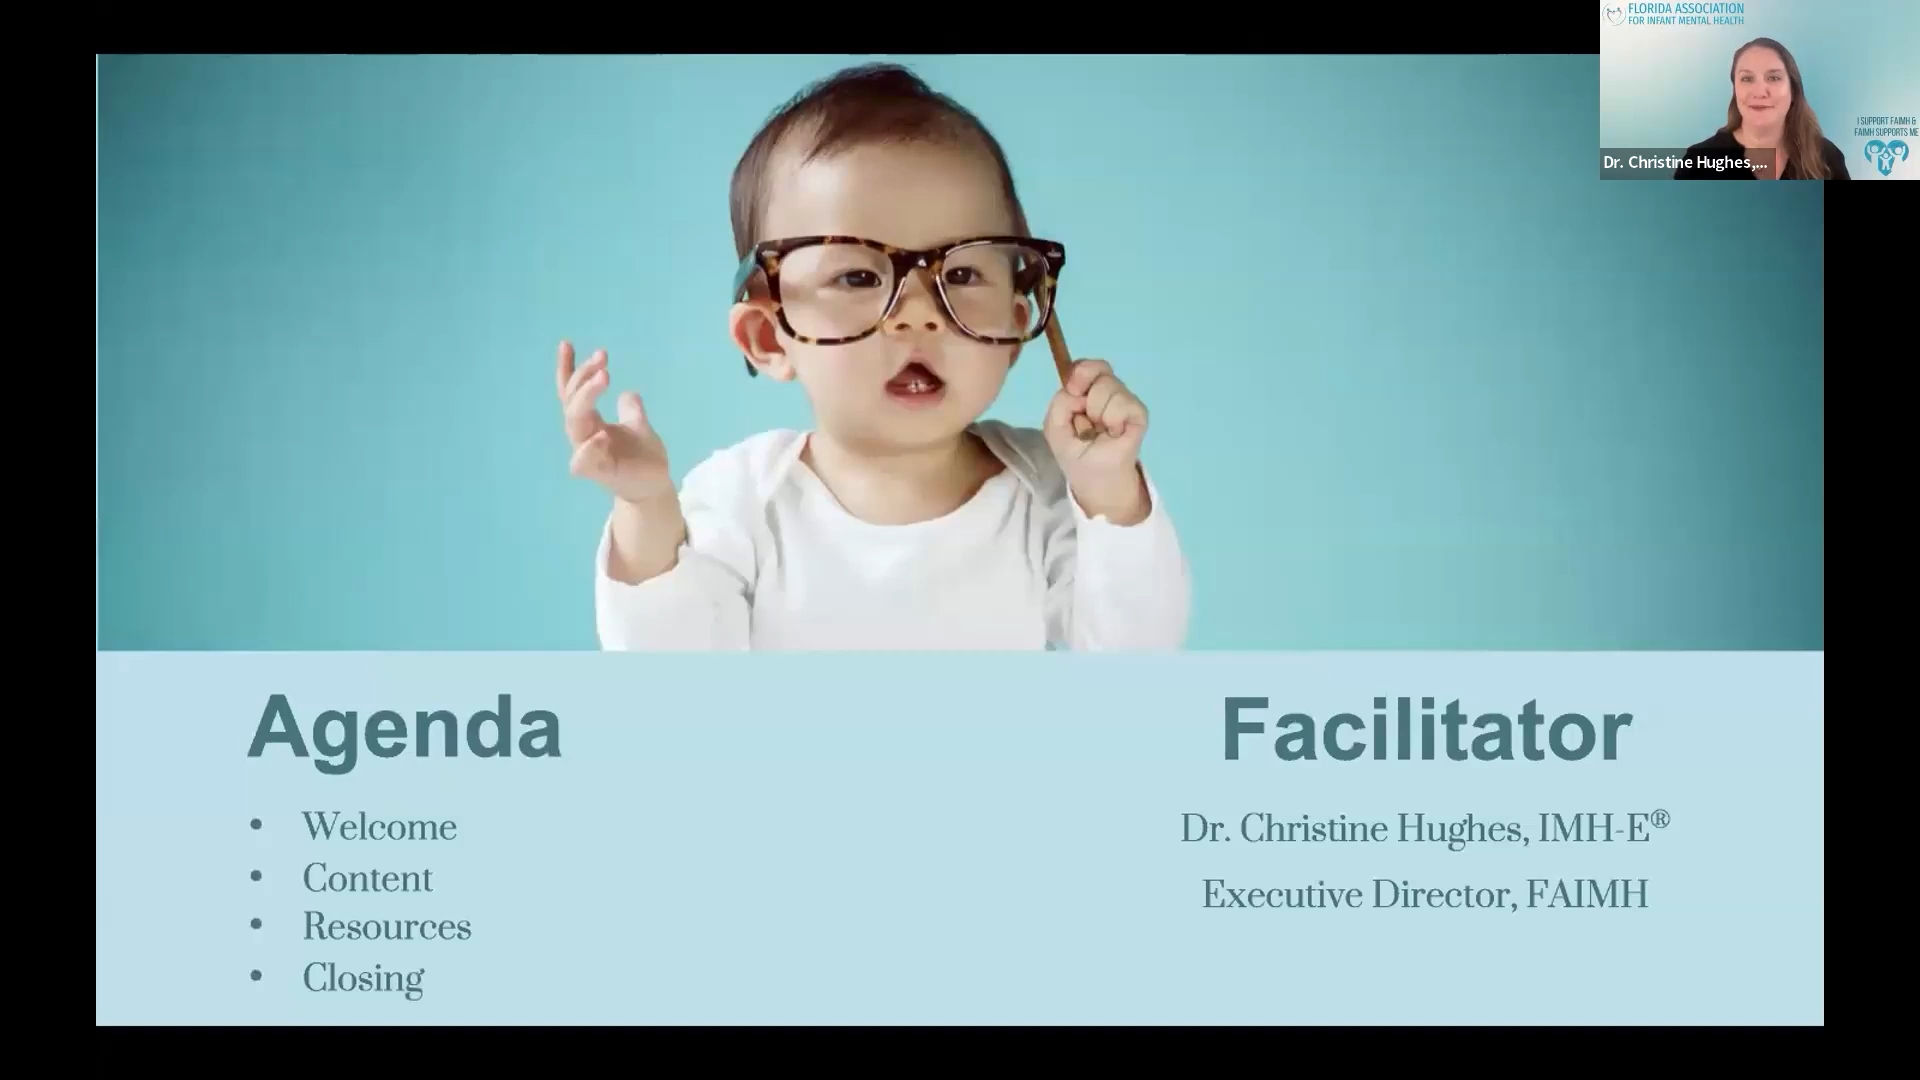 FLORIDA ASSOCIATION
FOR INFANT MENTAL HEALTH
I SUPPORT FAIMH &
FAIMH SUPPORTS ME
Dr. Christine Hughes,...
Agenda
• Welcome
• Content
• Resources
• Closing
Facilitator
Dr. Christine Hughes, IMH-E®
Executive Director, FAIMH